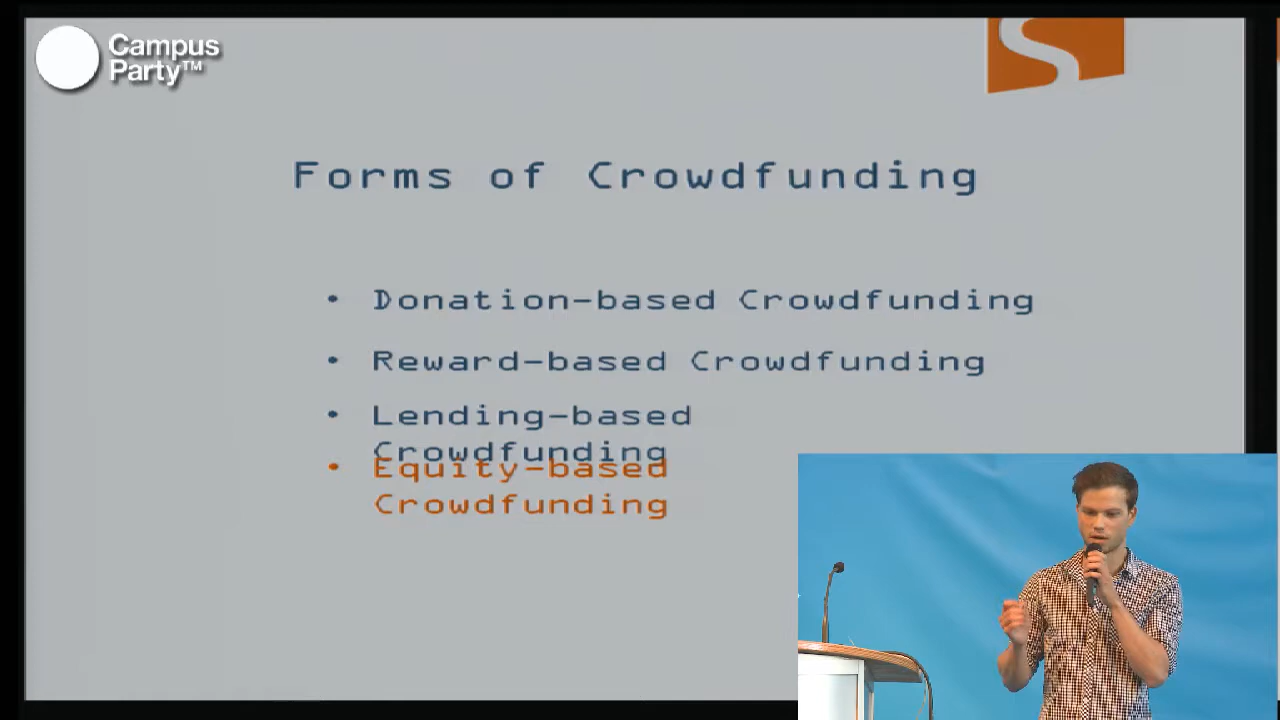 Campus
Party™
Forms of Crowdfunding
• Donation-based Crowdfunding
• Reward-based Crowdfunding
• Lending-based
Crowdfunding
• Equity-based
Crowdfunding